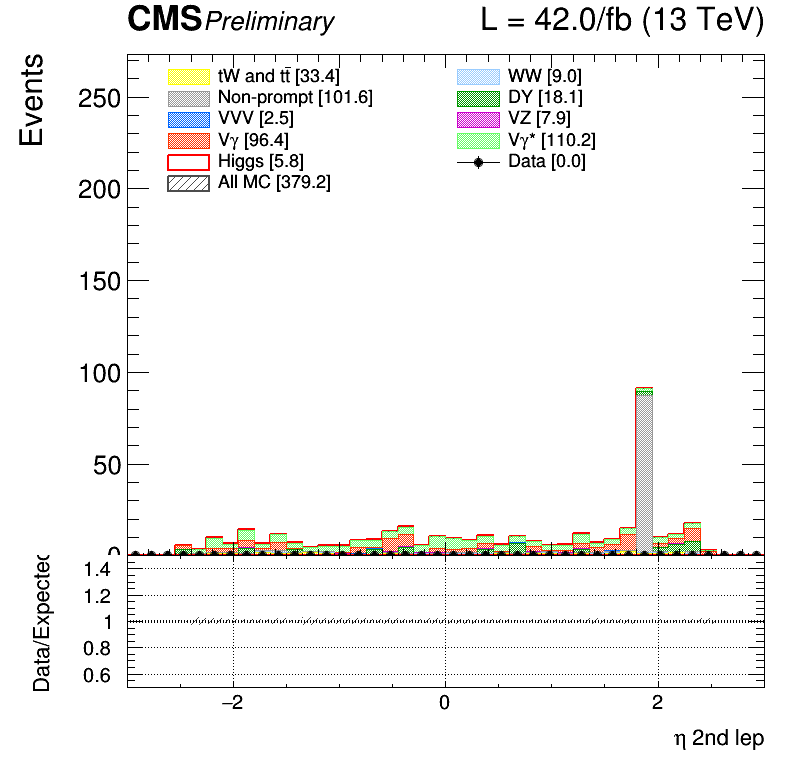 CMS Preliminary L = 42.0/fb (13 TeV)
Events
tW and tt̄ [33.4] WW [9.0]
Non-prompt [101.6] DY [18.1]
VVV [2.5] VZ [7.9]
Vγ [96.4] Vγ* [110.2]
Higgs [5.8] Data [0.0]
All MC [379.2]
250
200
150
100
50
0
Data/Expected
1.4
1.2
1
0.8
0.6
−2 0 2
η 2nd lep